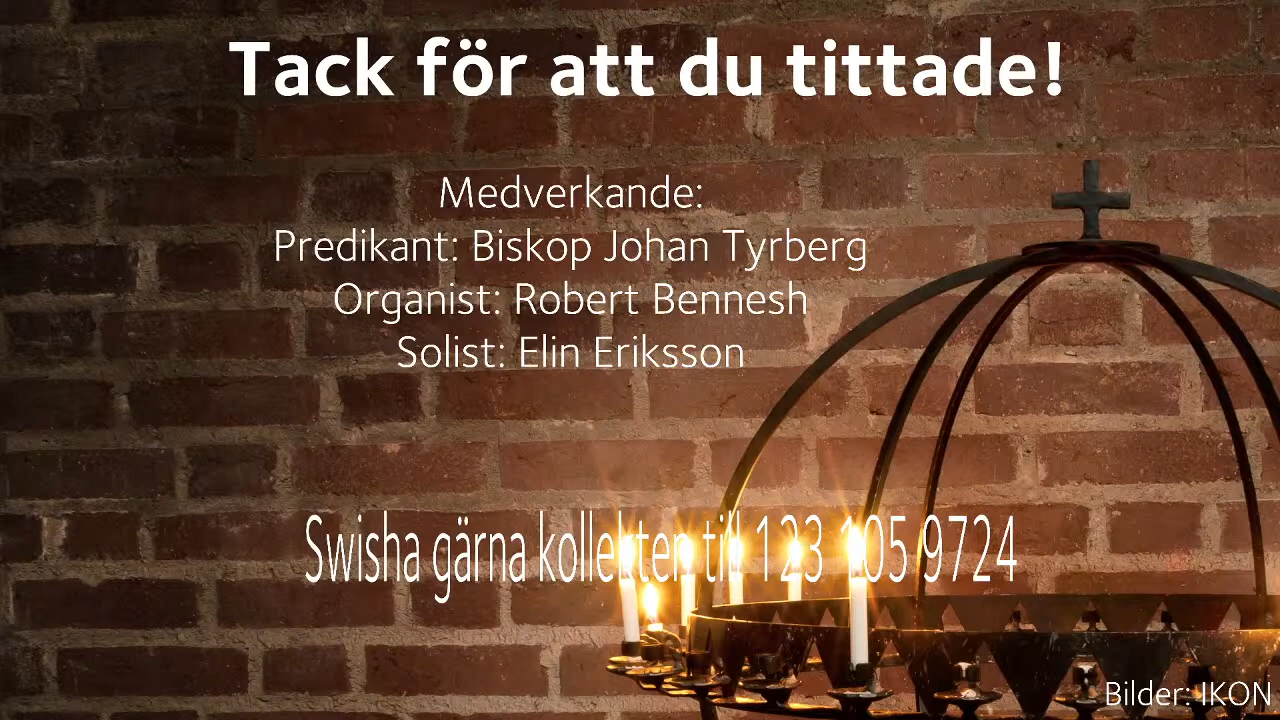 Tack för att du tittade!
Medverkande:
Predikant: Biskop Johan Tyrberg
Organist: Robert Bennesh
Solist: Elin Eriksson
Swisha gärna kollekten till 123 105 9724
Bilder: IKON